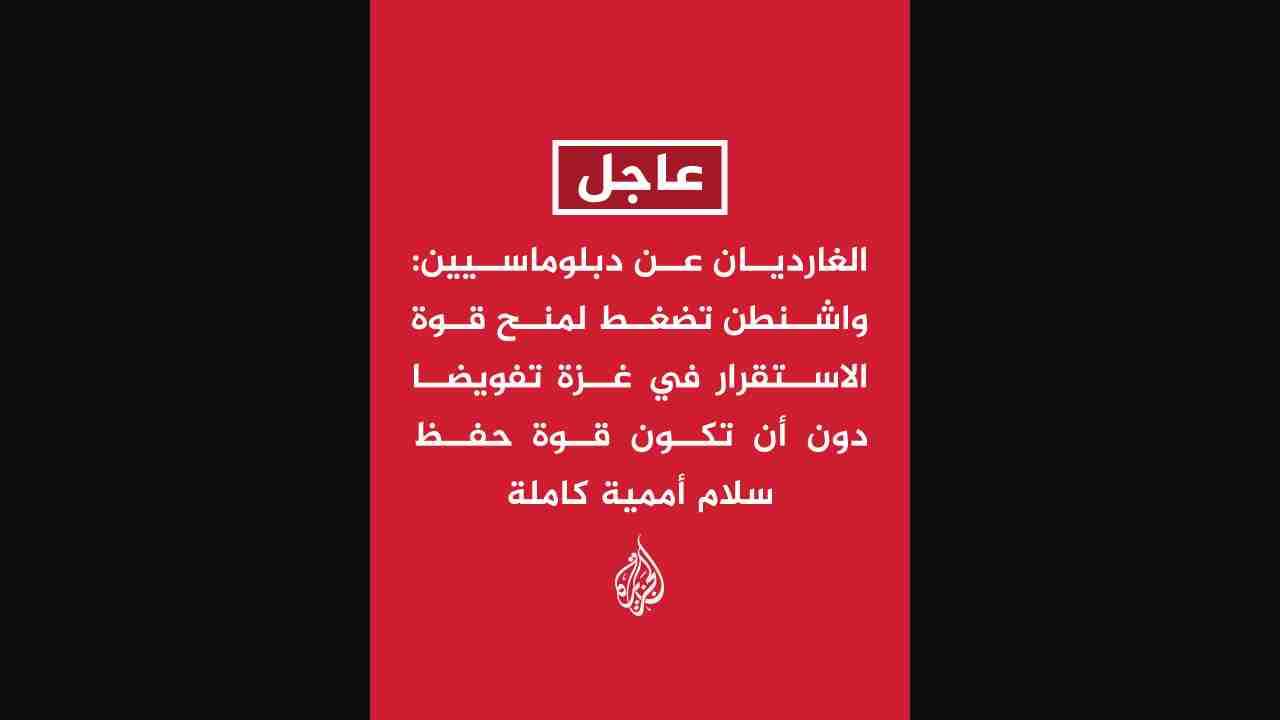 عاجل
الغارديان عن دبلوماسيين:
واشنطن تضغط لمنح قوة
الاستقرار في غزة تفويضا
دون أن تكون قوة حفظ
سلام أممية كاملة
الجزيرة